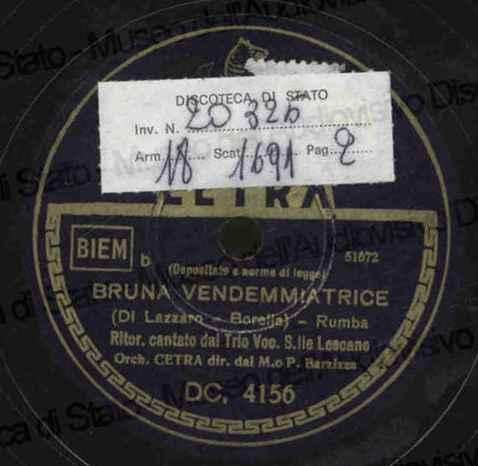 DISCOTECA DI STATO
Inv. N. 20326
Arm. 18 Scat. 1691 Pag. 2
CETRA
BIEM b (Depositato a norma di legge) 51072
BRUNA VENDEMMIATRICE
(Di Lazzaro - Borella) - Rumba
Ritor. cantato dal Trio Voc. S.lle Lescano
Orch. CETRA dir. dal M.o P. Barzizza
DC. 4156